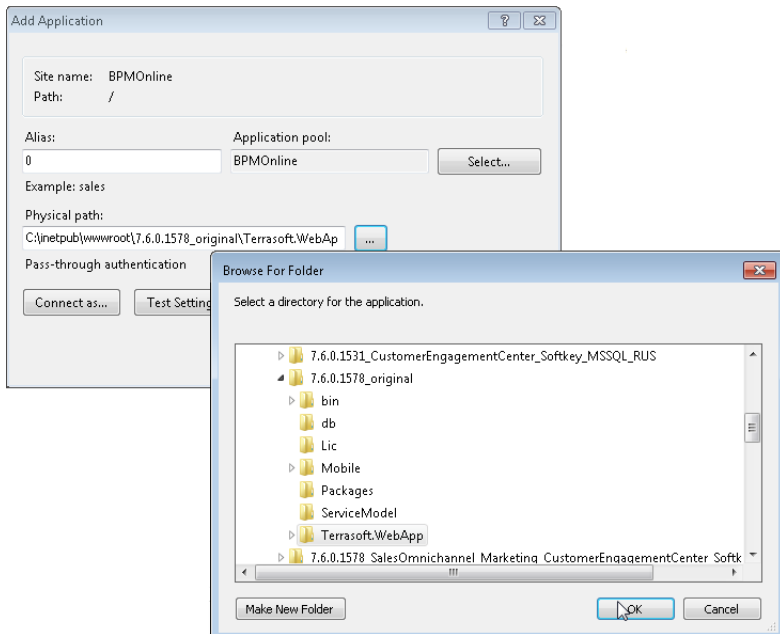 Add Application
Site name: BPMOnline
Path: /
Alias:
Application pool:
0
BPMOnline
Select...
Example: sales
Physical path:
C:\inetpub\wwwroot\7.6.0.1578_original\Terrasoft.WebAp
...
Pass-through authentication
Connect as...
Test Setting
Browse For Folder
Select a directory for the application.
7.6.0.1531_CustomerEngagementCenter_Softkey_MSSQL_RUS
7.6.0.1578_original
bin
db
Lic
Mobile
Packages
ServiceModel
Terrasoft.WebApp
7.6.0.1578_SalesOmnichannel_Marketing_CustomerEngagementCenter_Softk
Make New Folder
OK
Cancel